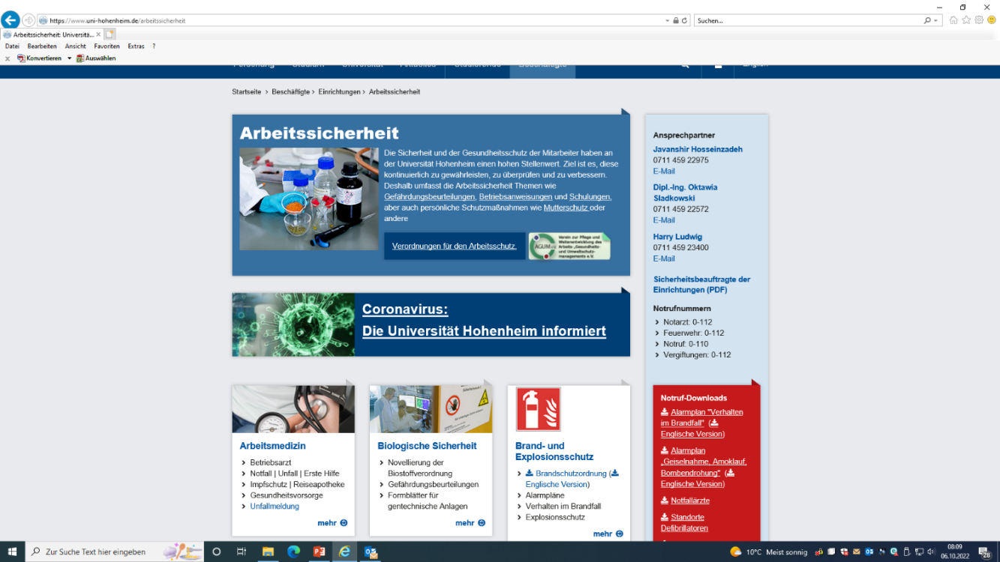 https://www.uni-hohenheim.de/arbeitssicherheit
Suchen...
Arbeitssicherheit: Universitä...
Datei Bearbeiten Ansicht Favoriten Extras ?
x Konvertieren Auswählen
Forschung Studium Universität Aktuelles Studierende Beschäftigte English
Startseite > Beschäftigte > Einrichtungen > Arbeitssicherheit
Arbeitssicherheit
Die Sicherheit und der Gesundheitsschutz der Mitarbeiter haben an
der Universität Hohenheim einen hohen Stellenwert. Ziel ist es, diese
kontinuierlich zu gewährleisten, zu überprüfen und zu verbessern.
Deshalb umfasst die Arbeitssicherheit Themen wie
Gefährdungsbeurteilungen, Betriebsanweisungen und Schulungen,
aber auch persönliche Schutzmaßnahmen wie Mutterschutz oder
andere
Verordnungen für den Arbeitsschutz.
AGUM e.V.
Verein zur Pflege und
Weiterentwicklung des
Arbeits-, Gesundheits-
und Umweltschutz-
managements e.V.
Coronavirus:
Die Universität Hohenheim informiert
Arbeitsmedizin
Betriebsarzt
Notfall | Unfall | Erste Hilfe
Impfschutz | Reiseapotheke
Gesundheitsvorsorge
Unfallmeldung
mehr
Biologische Sicherheit
Novellierung der
Biostoffverordnung
Gefährdungsbeurteilungen
Formblätter für
gentechnische Anlagen
mehr
Brand- und
Explosionsschutz
Brandschutzordnung (
Englische Version)
Alarmpläne
Verhalten im Brandfall
Explosionsschutz
mehr
Ansprechpartner
Javanshir Hosseinzadeh
0711 459 22975
E-Mail
Dipl.-Ing. Oktawia
Sladkowski
0711 459 22572
E-Mail
Harry Ludwig
0711 459 23400
E-Mail
Sicherheitsbeauftragte der
Einrichtungen (PDF)
Notrufnummern
Notarzt: 0-112
Feuerwehr: 0-112
Notruf: 0-110
Vergiftungen: 0-112
Notruf-Downloads
Alarmplan "Verhalten
im Brandfall" (
Englische Version)
Alarmplan
„Geiselnahme, Amoklauf,
Bombendrohung" (
Englische Version)
Notfallärzte
Standorte
Defibrillatoren
Zur Suche Text hier eingeben
10°C Meist sonnig
08:09
06.10.2022
28